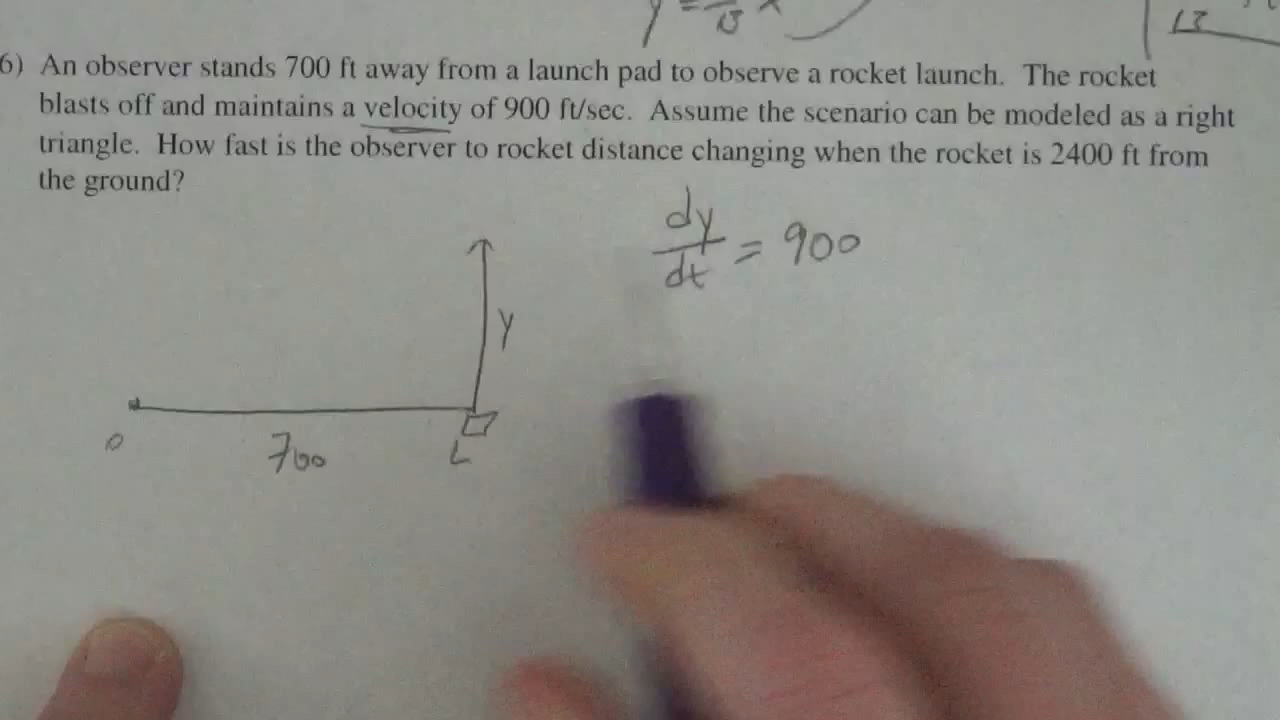 y = — x
13
13
6) An observer stands 700 ft away from a launch pad to observe a rocket launch. The rocket
blasts off and maintains a velocity of 900 ft/sec. Assume the scenario can be modeled as a right
triangle. How fast is the observer to rocket distance changing when the rocket is 2400 ft from
the ground?
dy
dt = 900
y
O
700
L